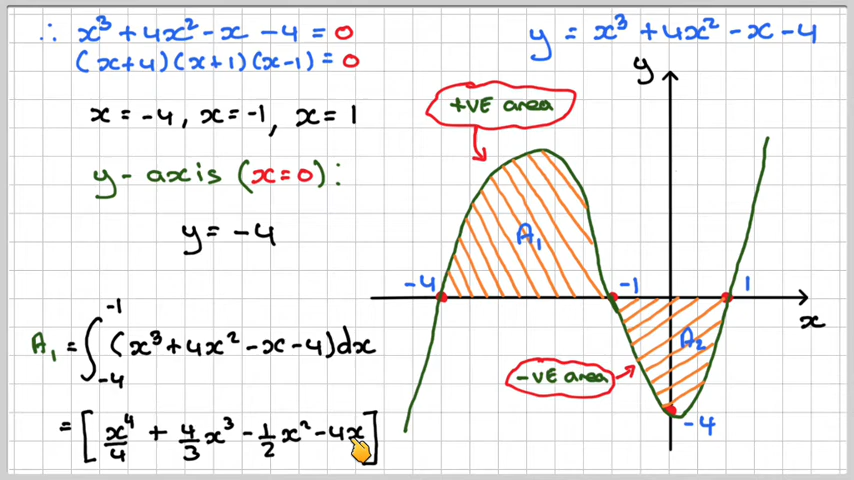 ∴ x³ + 4x² - x - 4 = 0
(x+4)(x+1)(x-1) = 0
x = -4, x = -1, x = 1
y-axis (x=0):
y = -4
A₁ = ∫₋₄⁻¹ (x³ + 4x² - x - 4) dx
= [x⁴/4 + 4/3 x³ - 1/2 x² - 4x]
y = x³ + 4x² - x - 4
y
+VE area
A₁
-4
-1
1
x
A₂
-VE area
-4